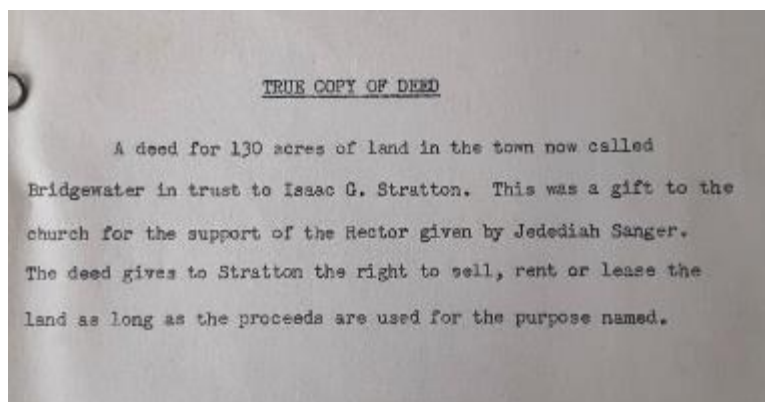 TRUE COPY OF DEED
A deed for 130 acres of land in the town now called
Bridgewater in trust to Isaac G. Stratton. This was a gift to the
church for the support of the Rector given by Jedediah Sanger.
The deed gives to Stratton the right to sell, rent or lease the
land as long as the proceeds are used for the purpose named.